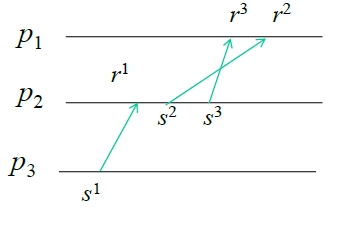 r³ r²
p₁
r¹
p₂
s² s³
p₃
s¹